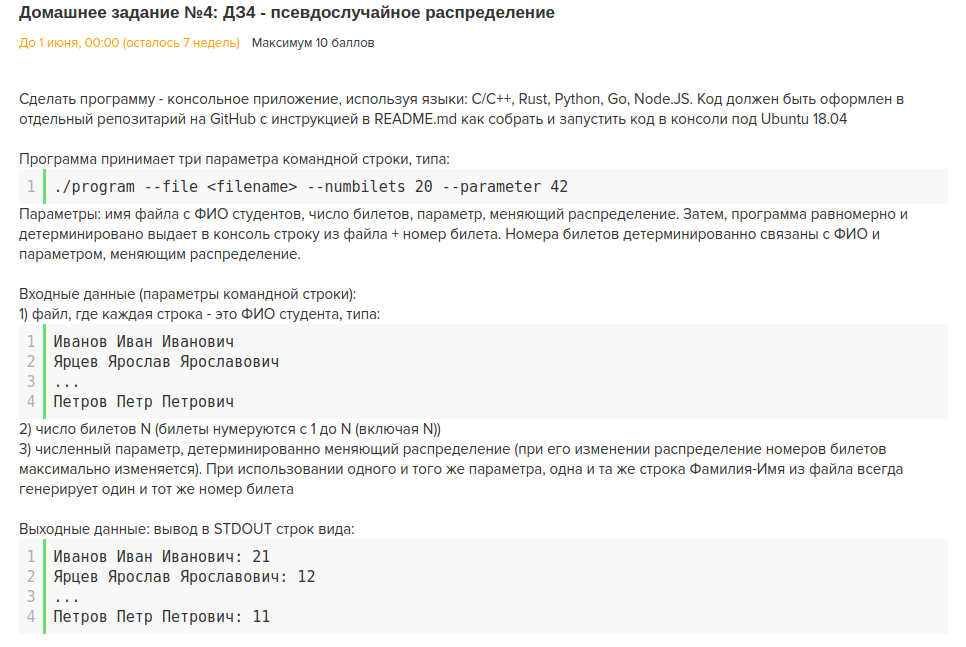 Домашнее задание №4: ДЗ4 - псевдослучайное распределение
До 1 июня, 00:00 (осталось 7 недель) Максимум 10 баллов
Сделать программу - консольное приложение, используя языки: C/C++, Rust, Python, Go, Node.JS. Код должен быть оформлен в
отдельный репозитарий на GitHub с инструкцией в README.md как собрать и запустить код в консоли под Ubuntu 18.04
Программа принимает три параметра командной строки, типа:
1 ./program --file <filename> --numbilets 20 --parameter 42
Параметры: имя файла с ФИО студентов, число билетов, параметр, меняющий распределение. Затем, программа равномерно и
детерминировано выдает в консоль строку из файла + номер билета. Номера билетов детерминированно связаны с ФИО и
параметром, меняющим распределение.
Входные данные (параметры командной строки):
1) файл, где каждая строка - это ФИО студента, типа:
1 Иванов Иван Иванович
2 Ярцев Ярослав Ярославович
3 ...
4 Петров Петр Петрович
2) число билетов N (билеты нумеруются с 1 до N (включая N))
3) численный параметр, детерминированно меняющий распределение (при его изменении распределение номеров билетов
максимально изменяется). При использовании одного и того же параметра, одна и та же строка Фамилия-Имя из файла всегда
генерирует один и тот же номер билета
Выходные данные: вывод в STDOUT строк вида:
1 Иванов Иван Иванович: 21
2 Ярцев Ярослав Ярославович: 12
3 ...
4 Петров Петр Петрович: 11